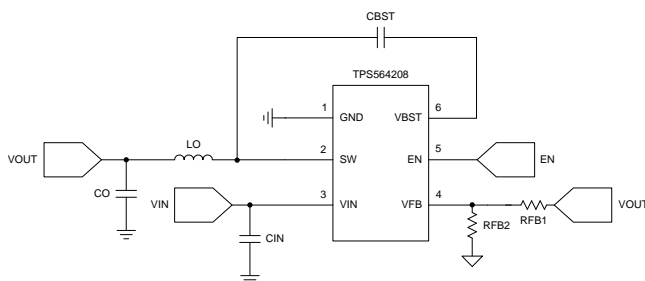 CBST
TPS564208
1 GND VBST 6
LO
VOUT 2 SW EN 5 EN
CO
VIN 3 VIN VFB 4 VOUT
RFB1
RFB2
CIN